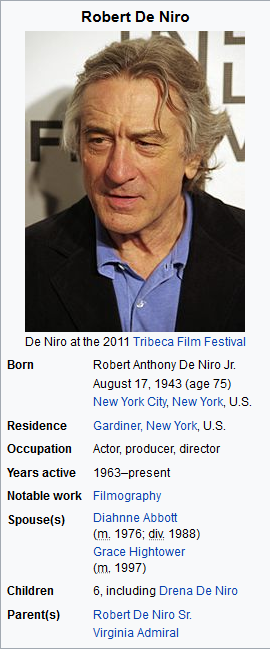 Robert De Niro
FILM
De Niro at the 2011 Tribeca Film Festival
Born Robert Anthony De Niro Jr.
August 17, 1943 (age 75)
New York City, New York, U.S.
Residence Gardiner, New York, U.S.
Occupation Actor, producer, director
Years active 1963–present
Notable work Filmography
Spouse(s) Diahnne Abbott
(m. 1976; div. 1988)
Grace Hightower
(m. 1997)
Children 6, including Drena De Niro
Parent(s) Robert De Niro Sr.
Virginia Admiral